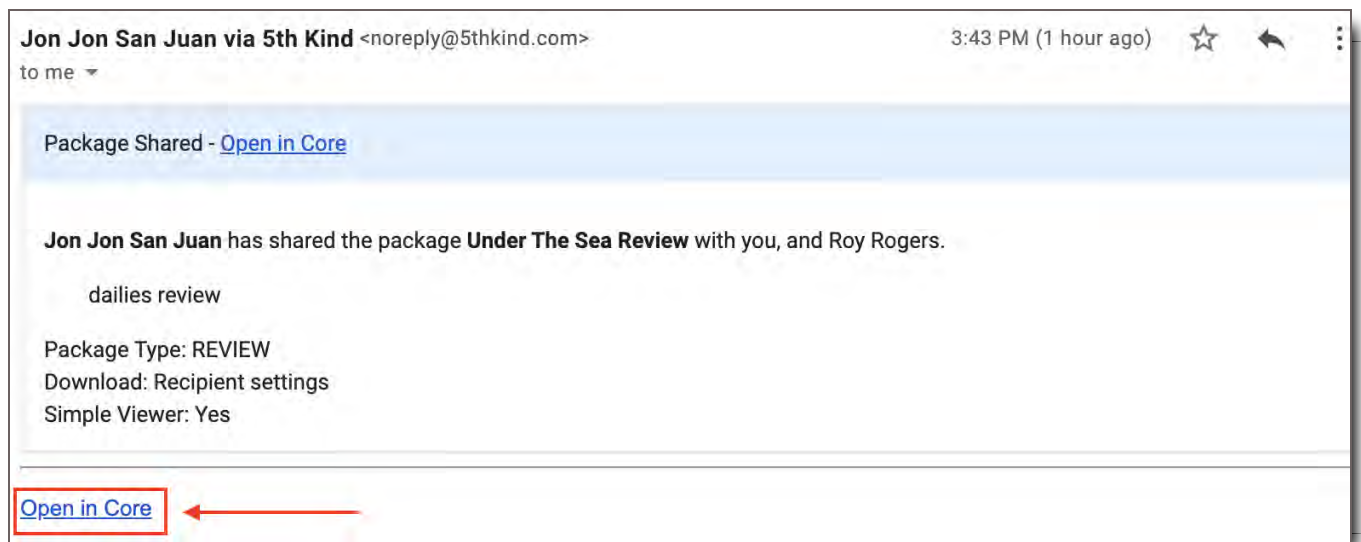 Jon Jon San Juan via 5th Kind <noreply@5thkind.com> 3:43 PM (1 hour ago)
to me
Package Shared - Open in Core
Jon Jon San Juan has shared the package Under The Sea Review with you, and Roy Rogers.
dailies review
Package Type: REVIEW
Download: Recipient settings
Simple Viewer: Yes
Open in Core